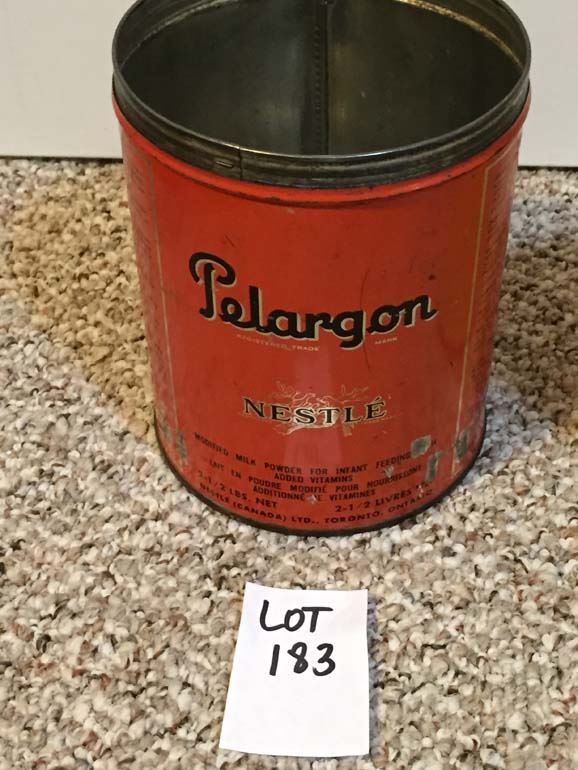 Pelargon
REGISTERED TRADE MARK
NESTLÉ
MODIFIED MILK POWDER FOR INFANT FEEDING
ADDED VITAMINS
LAIT EN POUDRE MODIFIÉ POUR NOURRISSONS
ADDITIONNÉ DE VITAMINES
2-1/2 LBS. NET 2-1/2 LIVRES
NESTLÉ (CANADA) LTD., TORONTO, ONTARIO
LOT
183